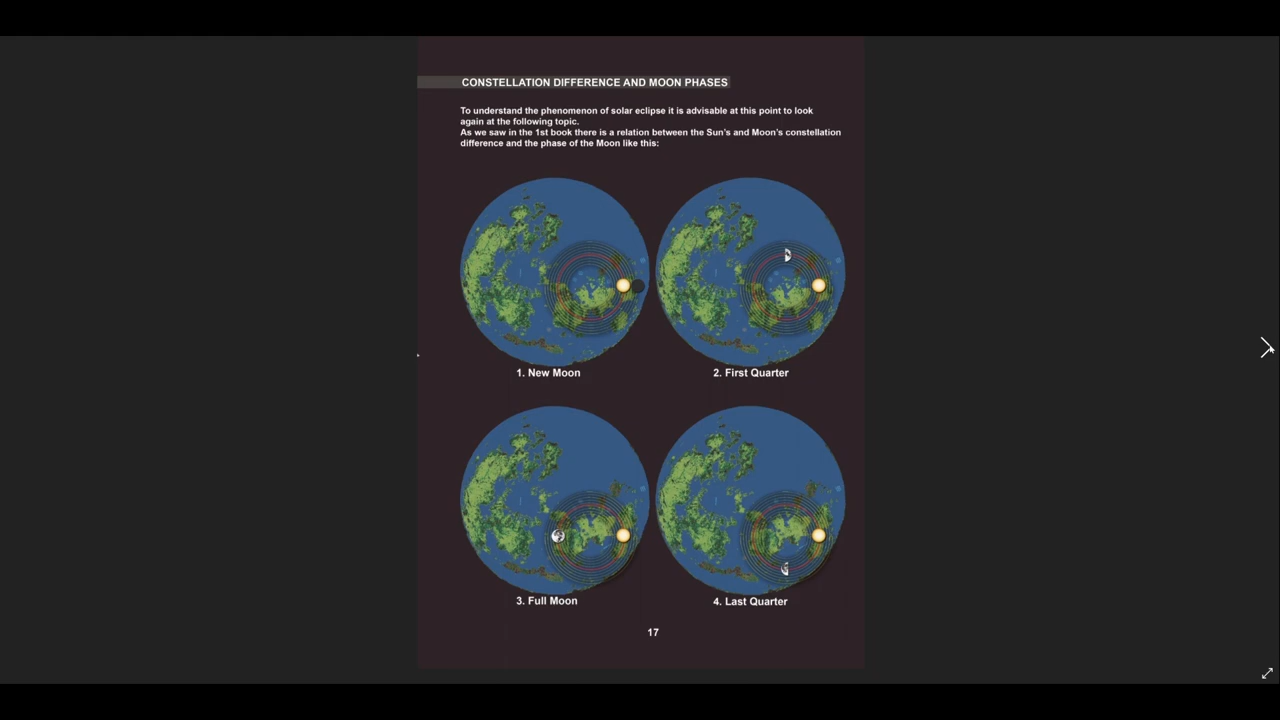 CONSTELLATION DIFFERENCE AND MOON PHASES
To understand the phenomenon of solar eclipse it is advisable at this point to look
again at the following topic.
As we saw in the 1st book there is a relation between the Sun's and Moon's constellation
difference and the phase of the Moon like this:
1. New Moon
2. First Quarter
3. Full Moon
4. Last Quarter
17